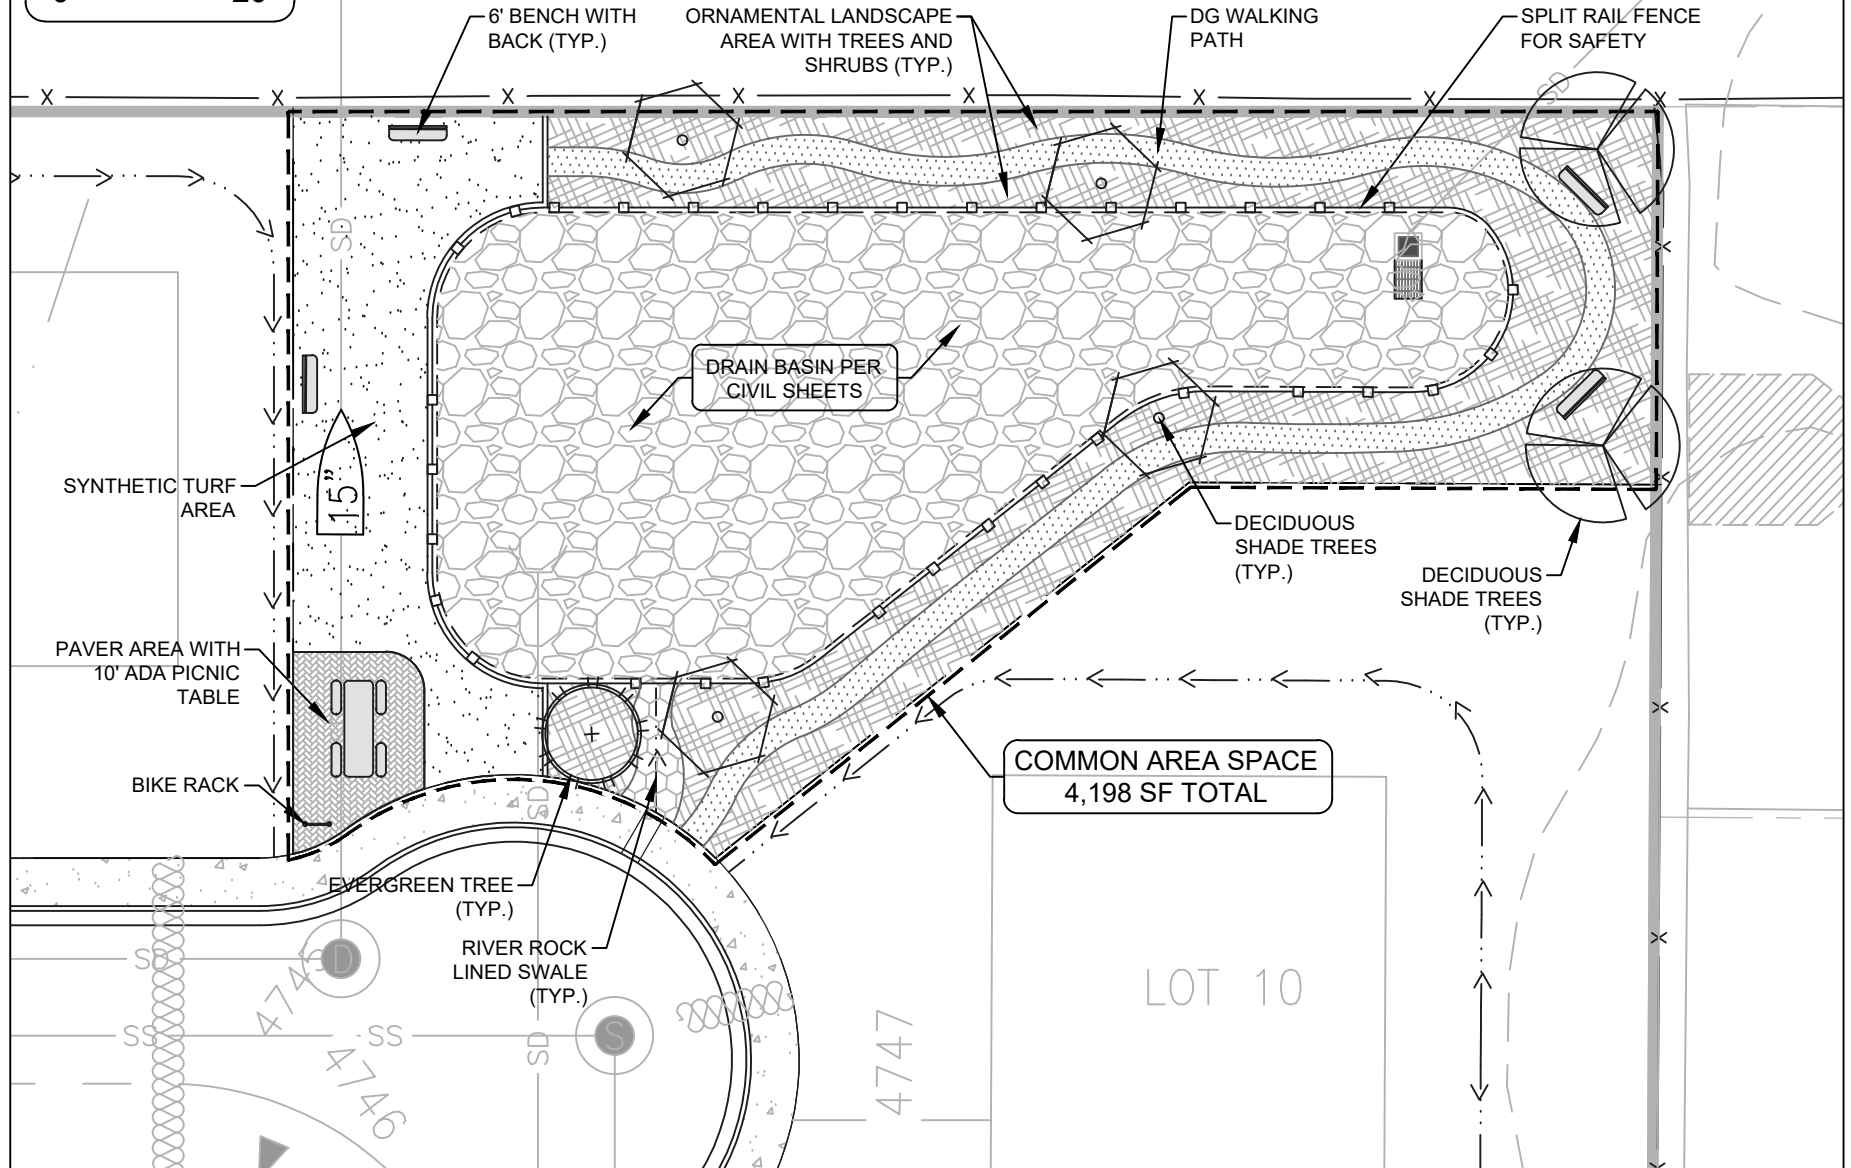 6' BENCH WITH
BACK (TYP.)
ORNAMENTAL LANDSCAPE
AREA WITH TREES AND
SHRUBS (TYP.)
DG WALKING
PATH
SPLIT RAIL FENCE
FOR SAFETY
X X X X X X X X
SD
SD
DRAIN BASIN PER
CIVIL SHEETS
SYNTHETIC TURF
AREA
15"
DECIDUOUS
SHADE TREES
(TYP.)
DECIDUOUS
SHADE TREES
(TYP.)
PAVER AREA WITH
10' ADA PICNIC
TABLE
BIKE RACK
COMMON AREA SPACE
4,198 SF TOTAL
SD
EVERGREEN TREE
(TYP.)
RIVER ROCK
LINED SWALE
(TYP.)
SD
D
4745
LOT 10
SS
SS
S
SD
4746
4747